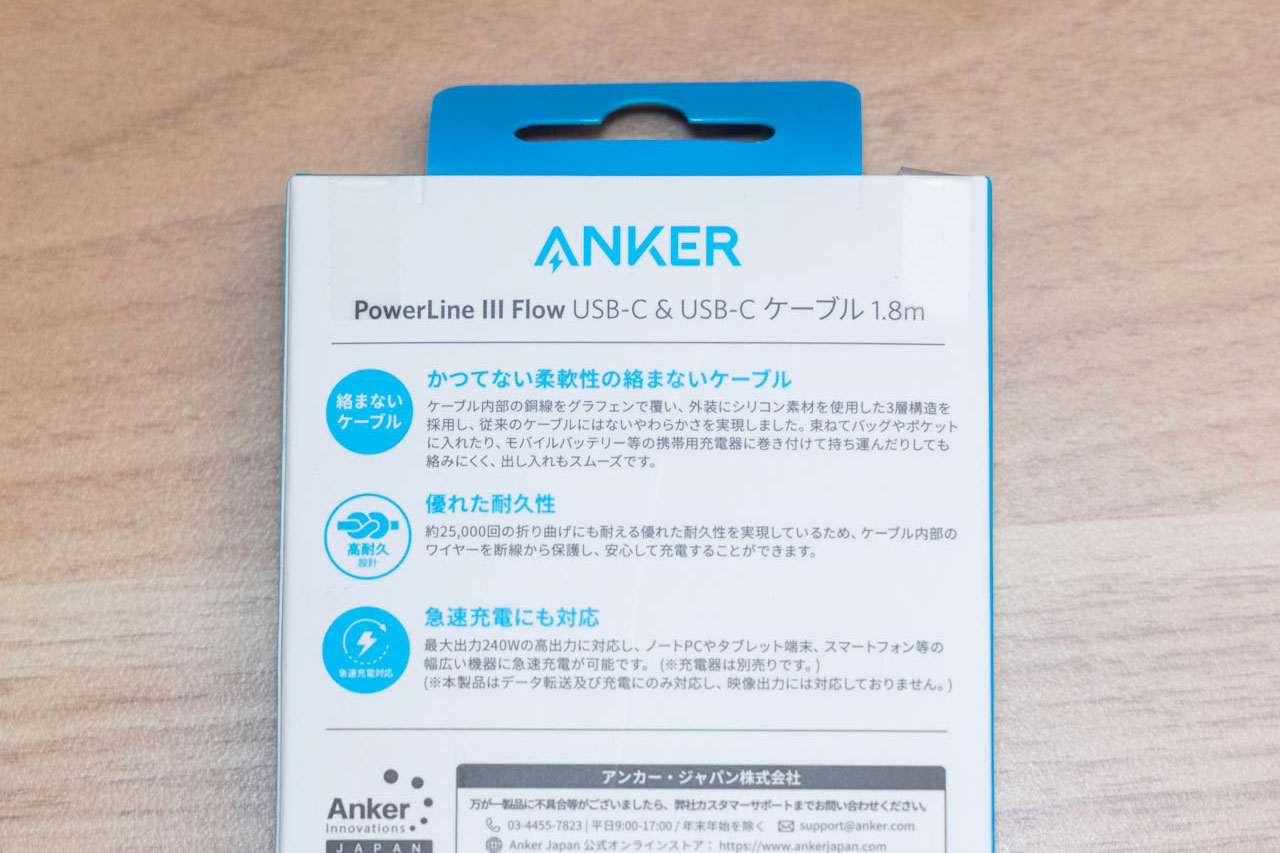 ANKER
PowerLine III Flow USB-C & USB-C ケーブル 1.8m
絡まない
ケーブル
かつてない柔軟性の絡まないケーブル
ケーブル内部の銅線をグラフェンで覆い、外装にシリコン素材を使用した3層構造を
採用し、従来のケーブルにはないやわらかさを実現しました。束ねてバッグやポケット
に入れたり、モバイルバッテリー等の携帯用充電器に巻き付けて持ち運んだりしても
絡みにくく、出し入れもスムーズです。
高耐久
設計
優れた耐久性
約25,000回の折り曲げにも耐える優れた耐久性を実現しているため、ケーブル内部の
ワイヤーを断線から保護し、安心して充電することができます。
急速充電対応
急速充電にも対応
最大出力240Wの高出力に対応し、ノートPCやタブレット端末、スマートフォン等の
幅広い機器に急速充電が可能です。(※充電器は別売りです。)
(※本製品はデータ転送及び充電にのみ対応し、映像出力には対応しておりません。)
Anker
Innovations
JAPAN
アンカー・ジャパン株式会社
万が一製品に不具合等がございましたら、弊社カスタマーサポートまでお問い合わせください。
03-4455-7823 | 平日9:00-17:00 / 年末年始を除く support@anker.com
Anker Japan 公式オンラインストア: https://www.ankerjapan.com